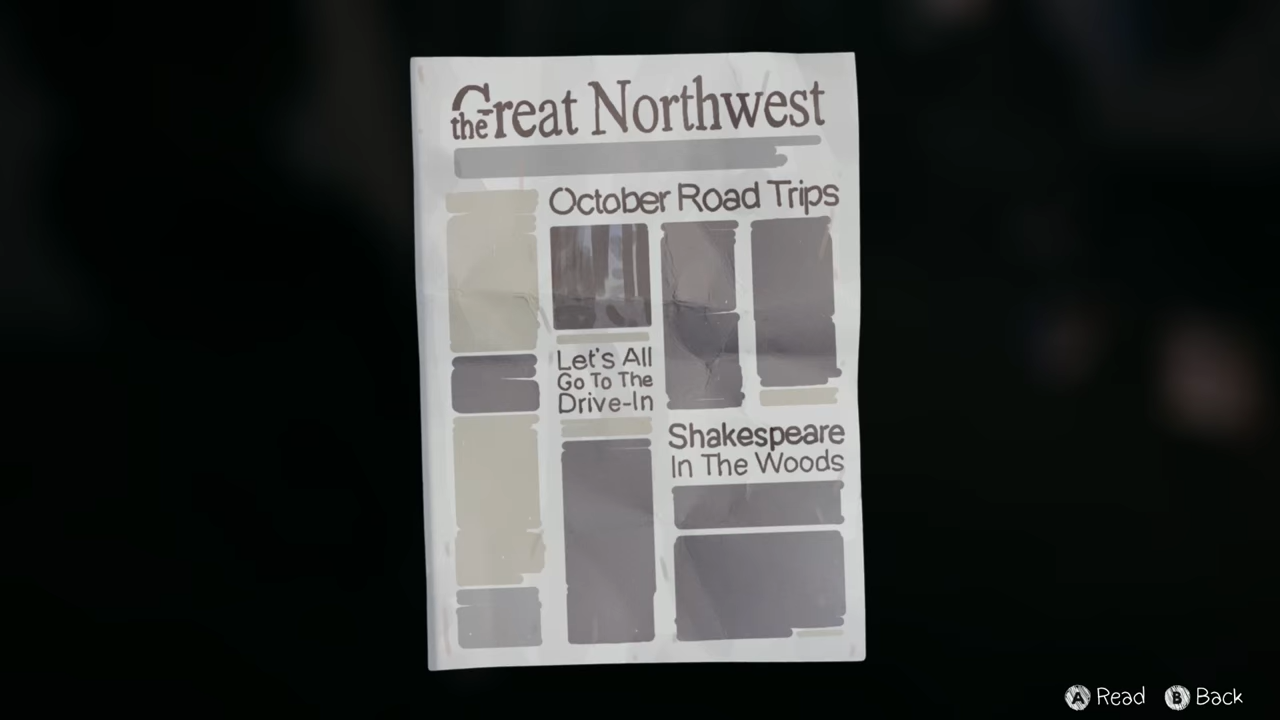 the Great Northwest
October Road Trips
Let's All
Go To The
Drive-In
Shakespeare
In The Woods
A Read B Back